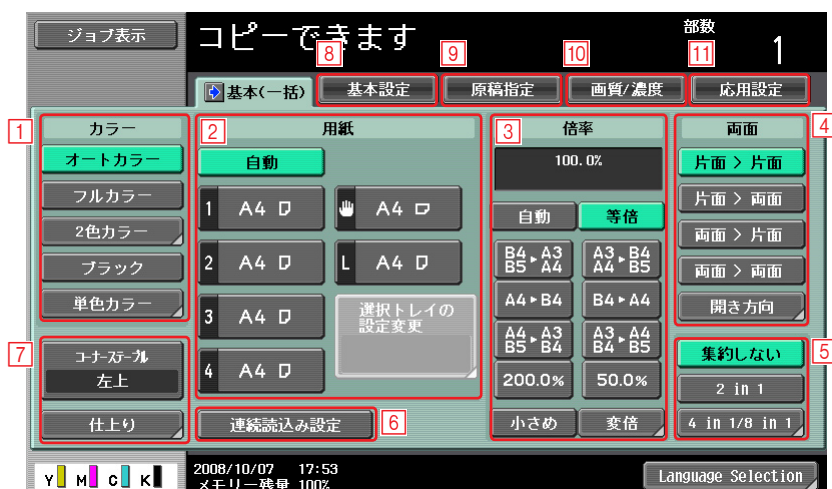 ジョブ表示
コピーできます
部数
1
8
9
10
11
基本(一括)
基本設定
原稿指定
画質/濃度
応用設定
1
カラー
オートカラー
フルカラー
2色カラー
ブラック
単色カラー
2
用紙
自動
1 A4
A4
2 A4
L A4
3 A4
選択トレイの
設定変更
4 A4
3
倍率
100.0%
自動
等倍
B4▸A3
B5▸A4
A3▸B4
A4▸B5
A4▸B4
B4▸A4
A4▸A3
B5▸B4
A3▸A4
B4▸B5
200.0%
50.0%
小さめ
変倍
4
両面
片面 > 片面
片面 > 両面
両面 > 片面
両面 > 両面
開き方向
5
集約しない
2 in 1
4 in 1/8 in 1
7
コーナーステープル
左上
仕上り
連続読込み設定
6
Y M C K
2008/10/07 17:53
メモリー残量 100%
Language Selection